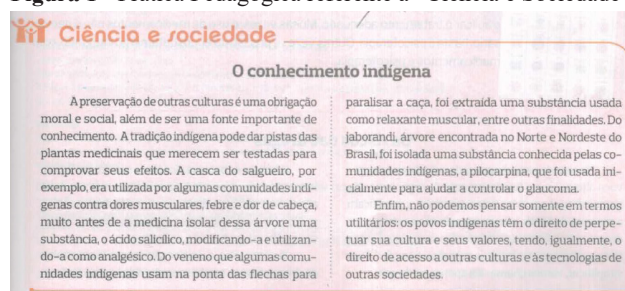 Ciência e sociedade
O conhecimento indígena
A preservação de outras culturas é uma obrigação
moral e social, além de ser uma fonte importante de
conhecimento. A tradição indígena pode dar pistas das
plantas medicinais que merecem ser testadas para
comprovar seus efeitos. A casca do salgueiro, por
exemplo, era utilizada por algumas comunidades indí-
genas contra dores musculares, febre e dor de cabeça,
muito antes de a medicina isolar dessa árvore uma
substância, o ácido salicílico, modificando-a e utilizan-
do-a como analgésico. Do veneno que algumas comu-
nidades indígenas usam na ponta das flechas para
paralisar a caça, foi extraída uma substância usada
como relaxante muscular, entre outras finalidades. Do
jaborandi, árvore encontrada no Norte e Nordeste do
Brasil, foi isolada uma substância conhecida pelas co-
munidades indígenas, a pilocarpina, que foi usada ini-
cialmente para ajudar a controlar o glaucoma.
Enfim, não podemos pensar somente em termos
utilitários: os povos indígenas têm o direito de perpe-
tuar sua cultura e seus valores, tendo, igualmente, o
direito de acesso a outras culturas e às tecnologias de
outras sociedades.